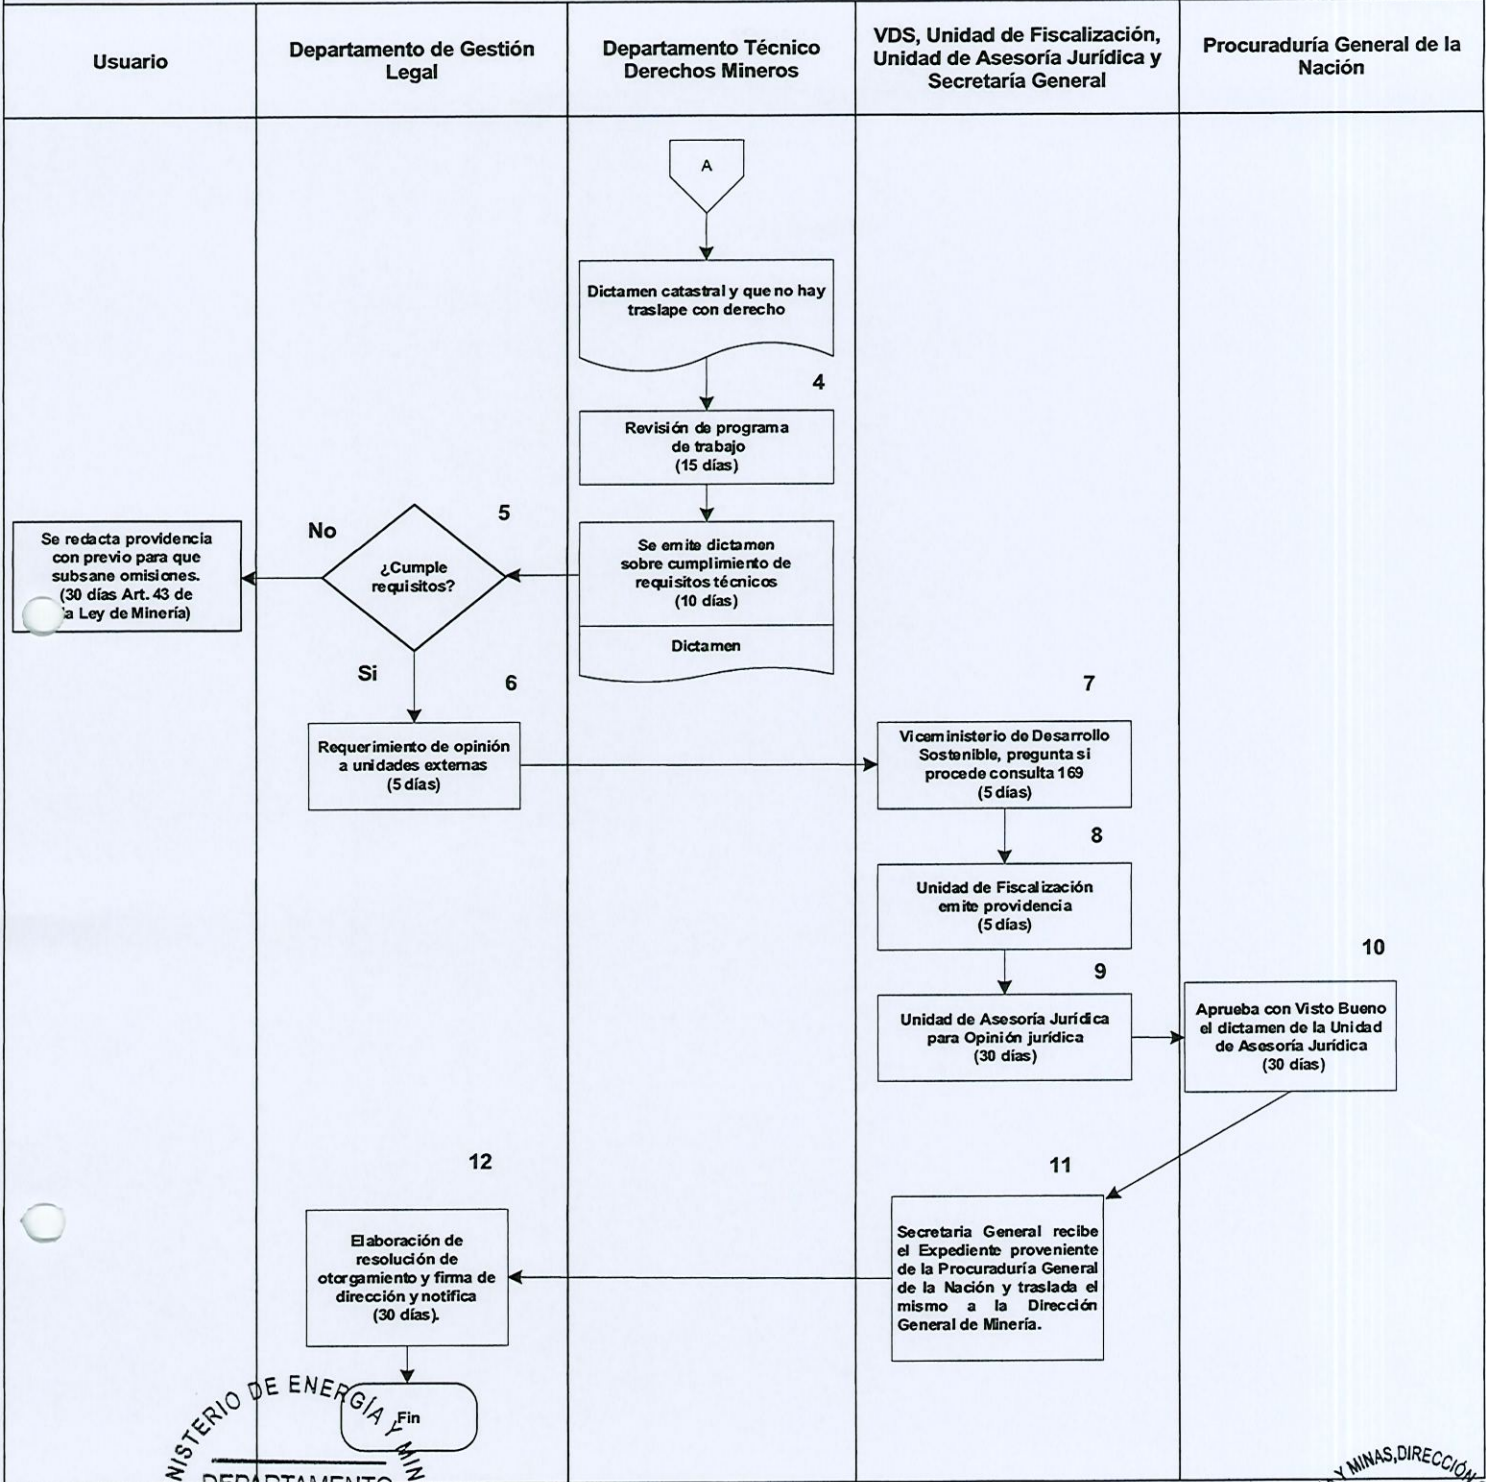 Usuario
Departamento de Gestión
Legal
Departamento Técnico
Derechos Mineros
VDS, Unidad de Fiscalización,
Unidad de Asesoría Jurídica y
Secretaría General
Procuraduría General de la
Nación
A
Dictamen catastral y que no hay
traslape con derecho
4
Revisión de programa
de trabajo
(15 días)
Se emite dictamen
sobre cumplimiento de
requisitos técnicos
(10 días)
Dictamen
5
¿Cumple
requisitos?
No
Se redacta providencia
con previo para que
subsane omisiones.
(30 días Art. 43 de
a Ley de Minería)
Si
6
Requerimiento de opinión
a unidades externas
(5 días)
7
Viceministerio de Desarrollo
Sostenible, pregunta si
procede consulta 169
(5 días)
8
Unidad de Fiscalización
emite providencia
(5 días)
9
Unidad de Asesoría Jurídica
para Opinión jurídica
(30 días)
10
Aprueba con Visto Bueno
el dictamen de la Unidad
de Asesoría Jurídica
(30 días)
11
Secretaria General recibe
el Expediente proveniente
de la Procuraduría General
de la Nación y traslada el
mismo a la Dirección
General de Minería.
12
Elaboración de
resolución de
otorgamiento y firma de
dirección y notifica
(30 días).
Fin
NISTERIO DE ENERGÍA Y MIN
DEPARTAMENTO
Y MINAS, DIRECCIÓN